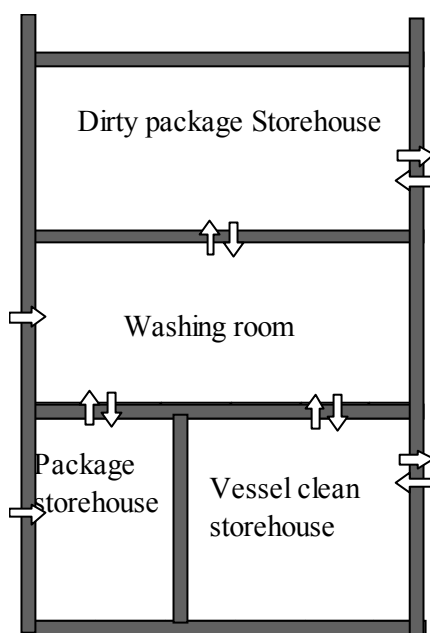 Dirty package Storehouse
Washing room
Package
storehouse
Vessel clean
storehouse